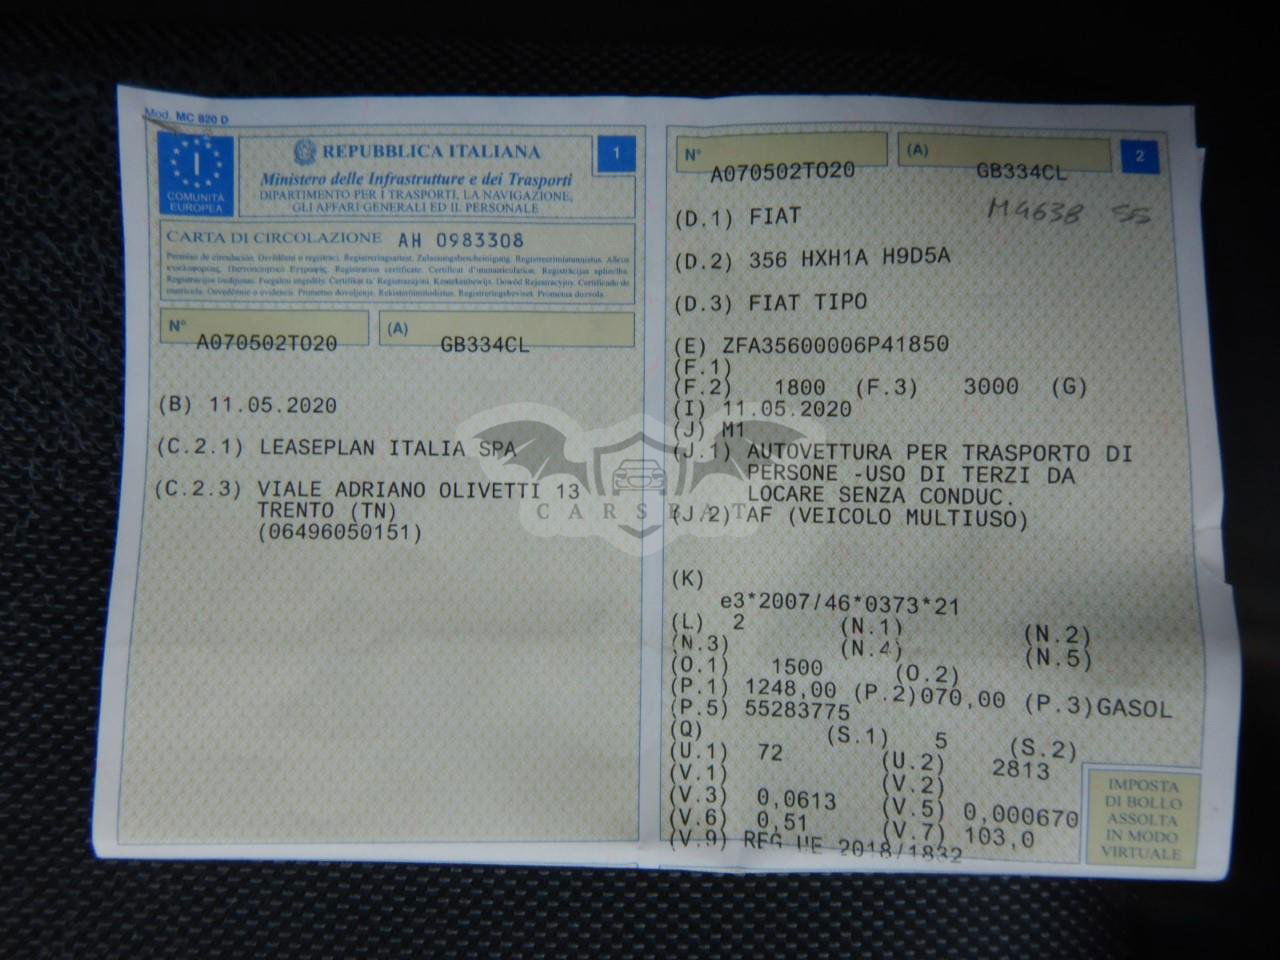 Mod. MC 820 D
I
COMUNITÀ
EUROPEA
REPUBBLICA ITALIANA
1
Ministero delle Infrastrutture e dei Trasporti
DIPARTIMENTO PER I TRASPORTI, LA NAVIGAZIONE,
GLI AFFARI GENERALI ED IL PERSONALE
CARTA DI CIRCOLAZIONE AH 0983308
N° A070502TO20 (A) GB334CL
(B) 11.05.2020
(C.2.1) LEASEPLAN ITALIA SPA
(C.2.3) VIALE ADRIANO OLIVETTI 13
TRENTO (TN)
(06496050151)
N° A070502TO20 (A) GB334CL
2
(D.1) FIAT
(D.2) 356 HXH1A H9D5A
(D.3) FIAT TIPO
(E) ZFA35600006P41850
(F.1)
(F.2) 1800 (F.3) 3000 (G)
(I) 11.05.2020
(J) M1
(J.1) AUTOVETTURA PER TRASPORTO DI
PERSONE -USO DI TERZI DA
LOCARE SENZA CONDUC.
(J.2) AF (VEICOLO MULTIUSO)
(K)
e3*2007/46*0373*21
(L) 2 (N.1) (N.2)
(N.3) (N.4) (N.5)
(O.1) 1500 (O.2)
(P.1) 1248,00 (P.2)070,00 (P.3)GASOL
(P.5) 55283775
(Q) (S.1) 5 (S.2)
(U.1) 72 (U.2) 2813
(V.1) (V.2)
(V.3) 0,0613 (V.5) 0,000670
(V.6) 0,51 (V.7) 103,0
(V.9) REG UE 2018/1832
IMPOSTA
DI BOLLO
ASSOLTA
IN MODO
VIRTUALE